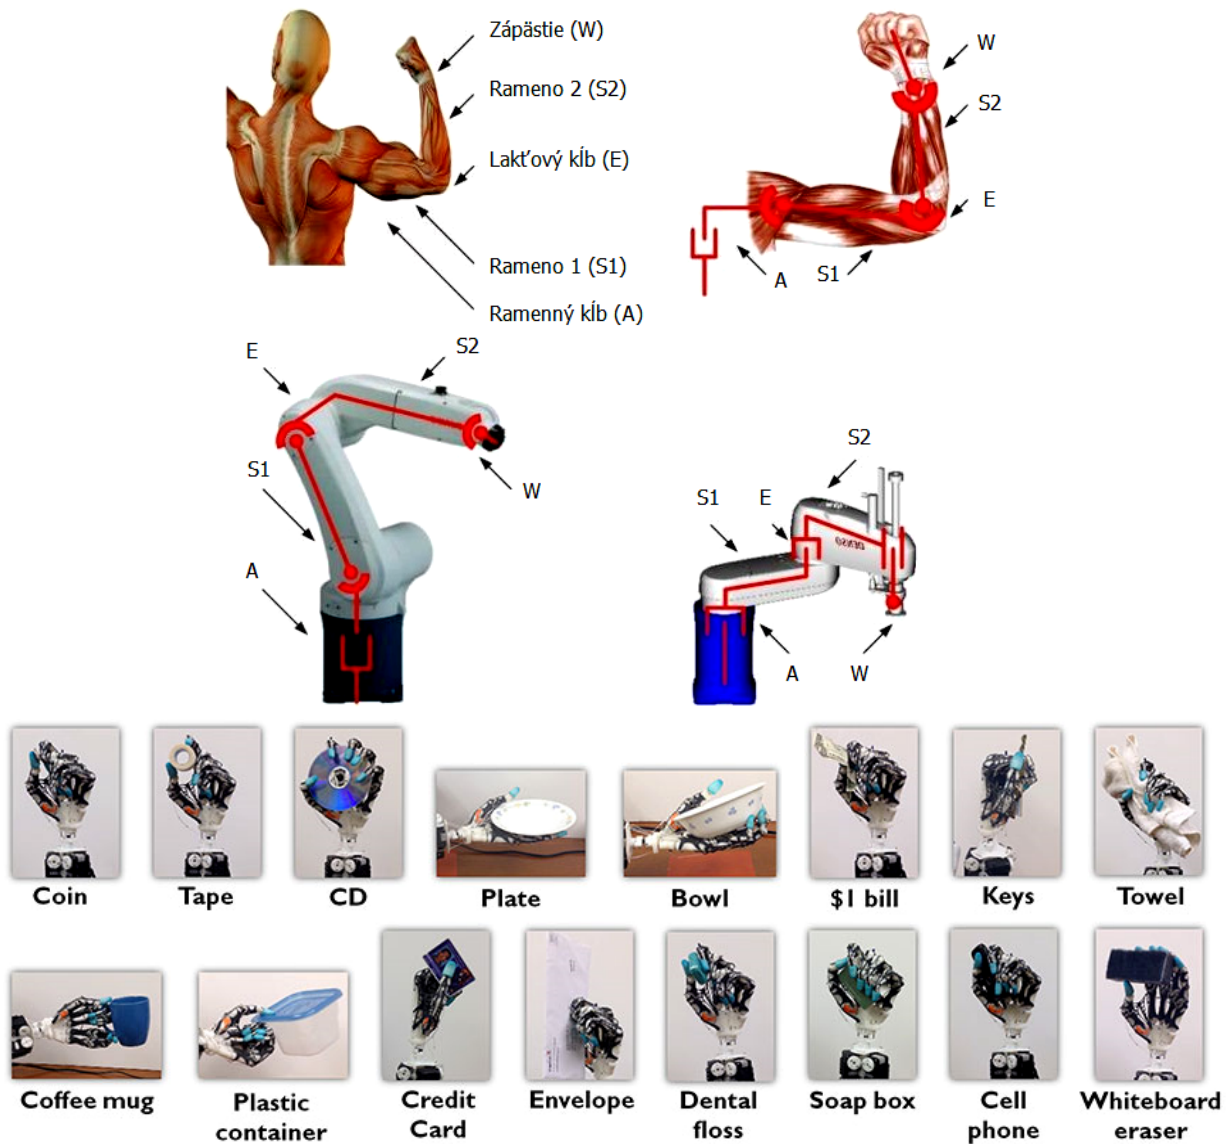 Zápästie (W)
Rameno 2 (S2)
Lakťový kĺb (E)
Rameno 1 (S1)
Ramenný kĺb (A)
W
S2
E
A
S1
E
S2
S1
W
A
S2
S1
E
DENSO
A
W
Coin
Tape
CD
Plate
Bowl
$1 bill
Keys
Towel
Coffee mug
Plastic
container
Credit
Card
Envelope
Dental
floss
Soap box
Cell
phone
Whiteboard
eraser